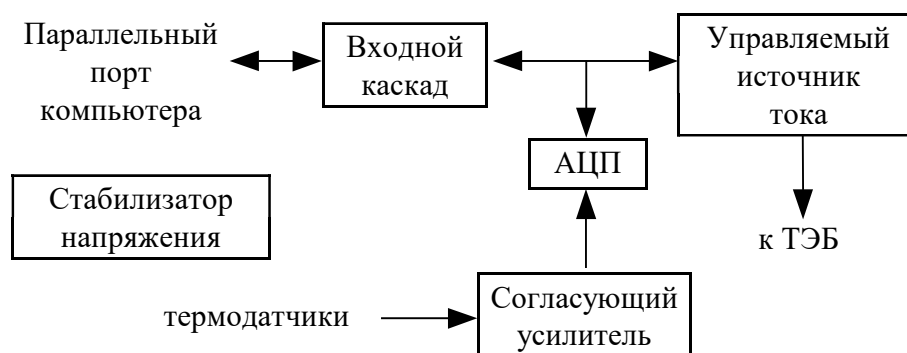 Параллельный
порт
компьютера
Входной
каскад
Управляемый
источник
тока
АЦП
Стабилизатор
напряжения
к ТЭБ
термодатчики
Согласующий
усилитель